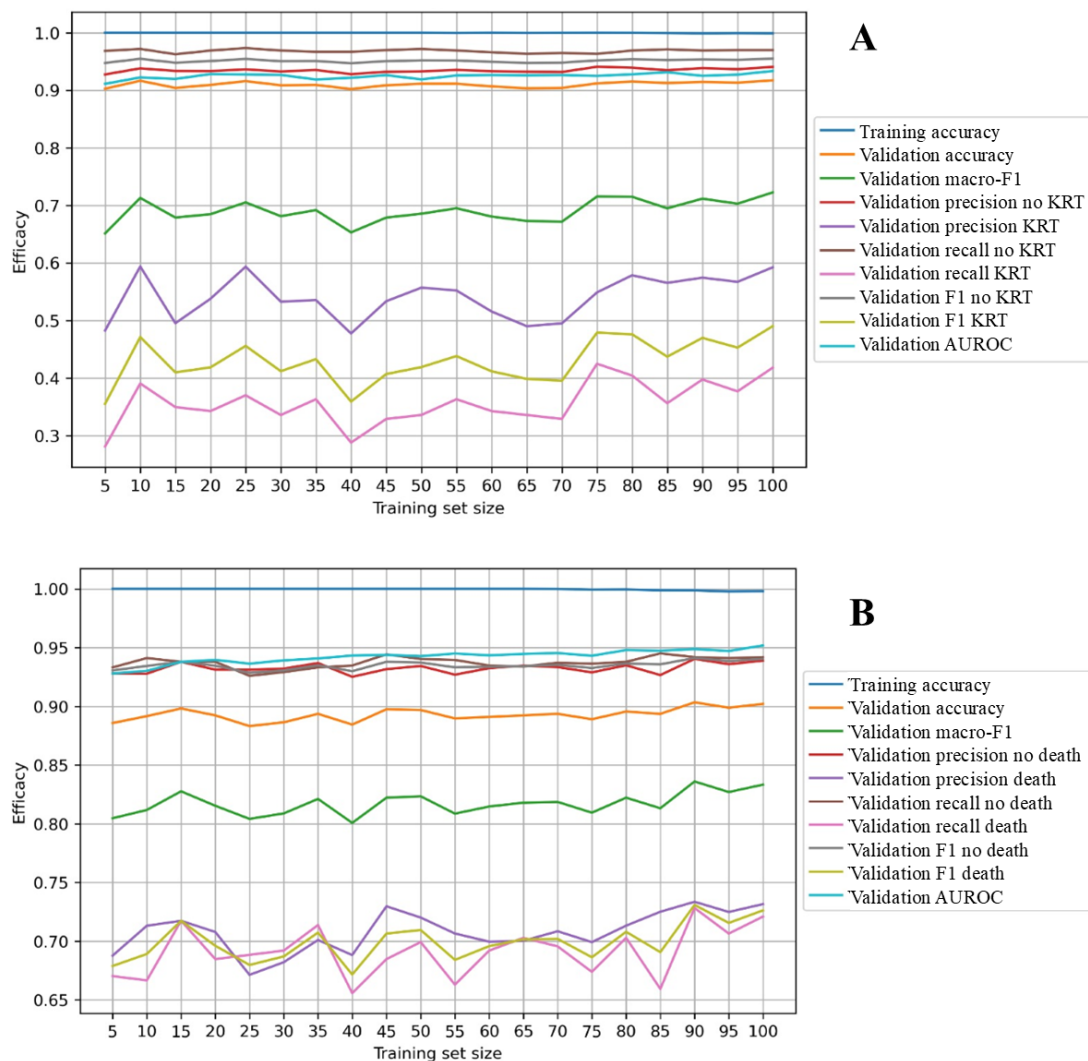 A
1.0
0.9
0.8
0.7
0.6
0.5
0.4
0.3
Efficacy
5 10 15 20 25 30 35 40 45 50 55 60 65 70 75 80 85 90 95 100
Training set size
Training accuracy
Validation accuracy
Validation macro-F1
Validation precision no KRT
Validation precision KRT
Validation recall no KRT
Validation recall KRT
Validation F1 no KRT
Validation F1 KRT
Validation AUROC
B
1.00
0.95
0.90
0.85
0.80
0.75
0.70
0.65
Efficacy
5 10 15 20 25 30 35 40 45 50 55 60 65 70 75 80 85 90 95 100
Training set size
Training accuracy
Validation accuracy
Validation macro-F1
Validation precision no death
Validation precision death
Validation recall no death
Validation recall death
Validation F1 no death
Validation F1 death
Validation AUROC